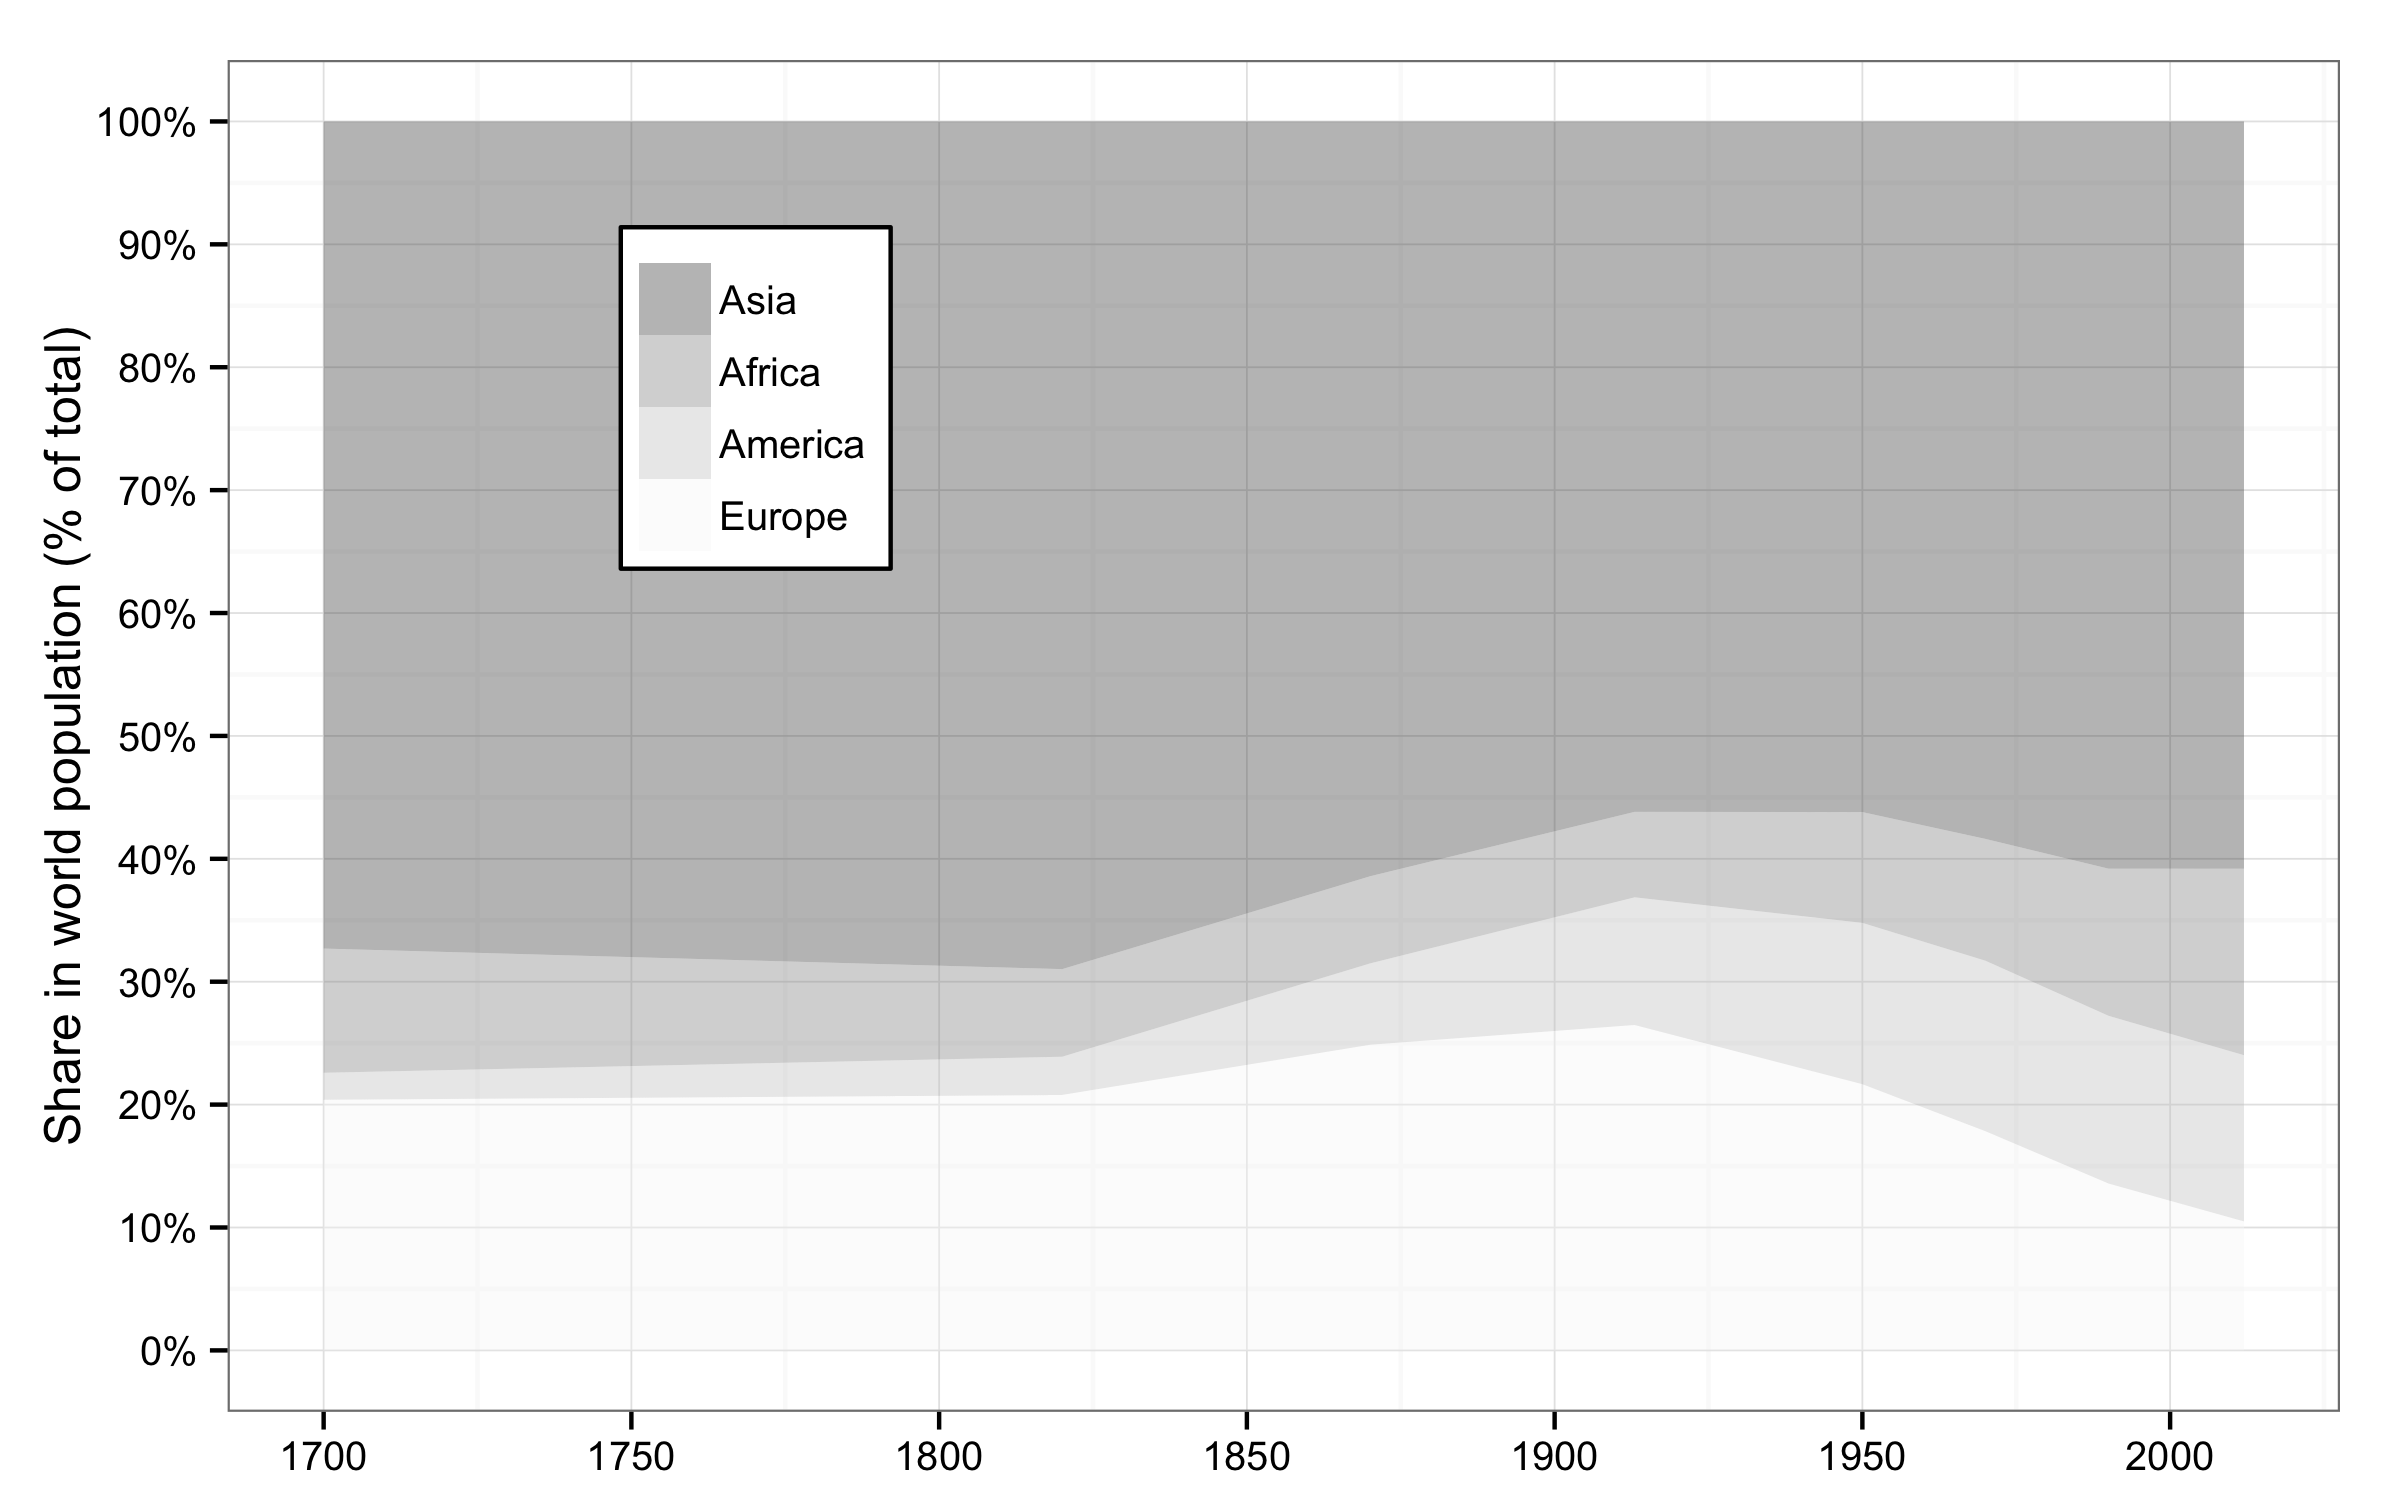 Share in world population (% of total)
100%
90%
80%
70%
60%
50%
40%
30%
20%
10%
0%
Asia
Africa
America
Europe
1700 1750 1800 1850 1900 1950 2000